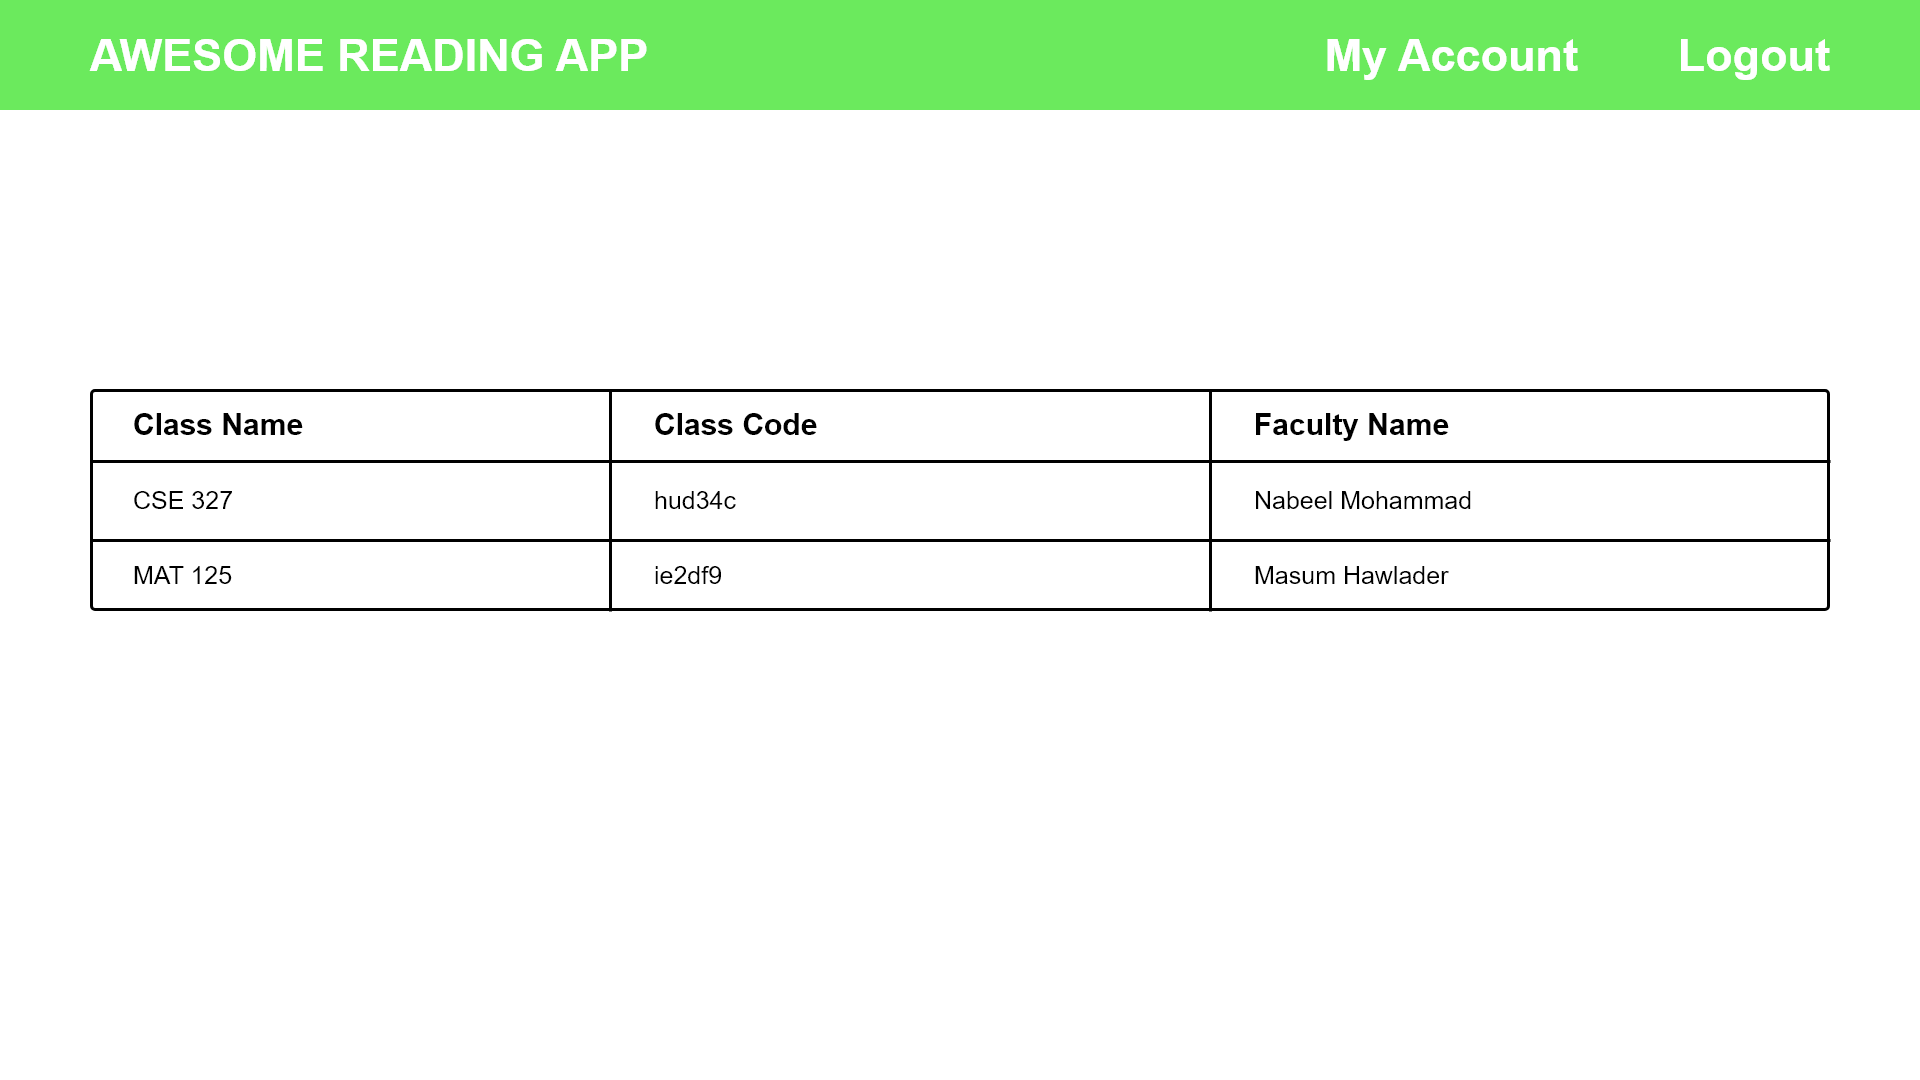 AWESOME READING APP My Account Logout
Class Name Class Code Faculty Name
CSE 327 hud34c Nabeel Mohammad
MAT 125 ie2df9 Masum Hawlader